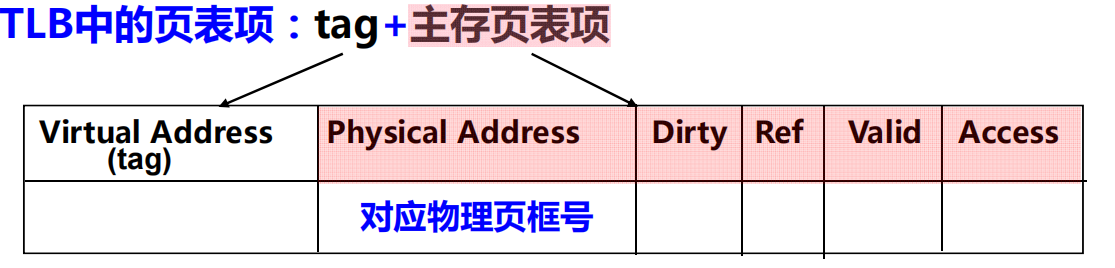 TLB中的页表项：tag+主存页表项
Virtual Address Physical Address Dirty Ref Valid Access
(tag)
对应物理页框号